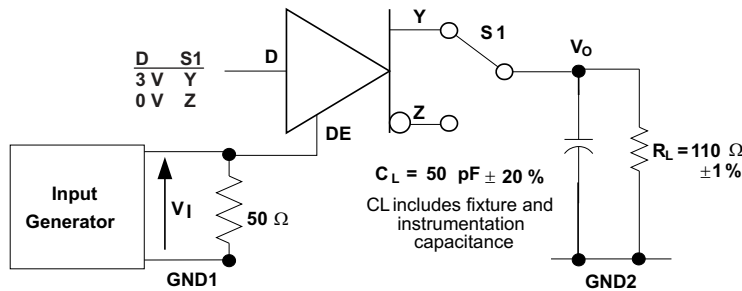 Y
S1
D S1
3 V Y
0 V Z
D
V_O
Z
DE
Input
Generator
V_I
50 Ω
GND1
C_L = 50 pF ± 20 %
CL includes fixture and
instrumentation
capacitance
R_L = 110 Ω
± 1 %
GND2